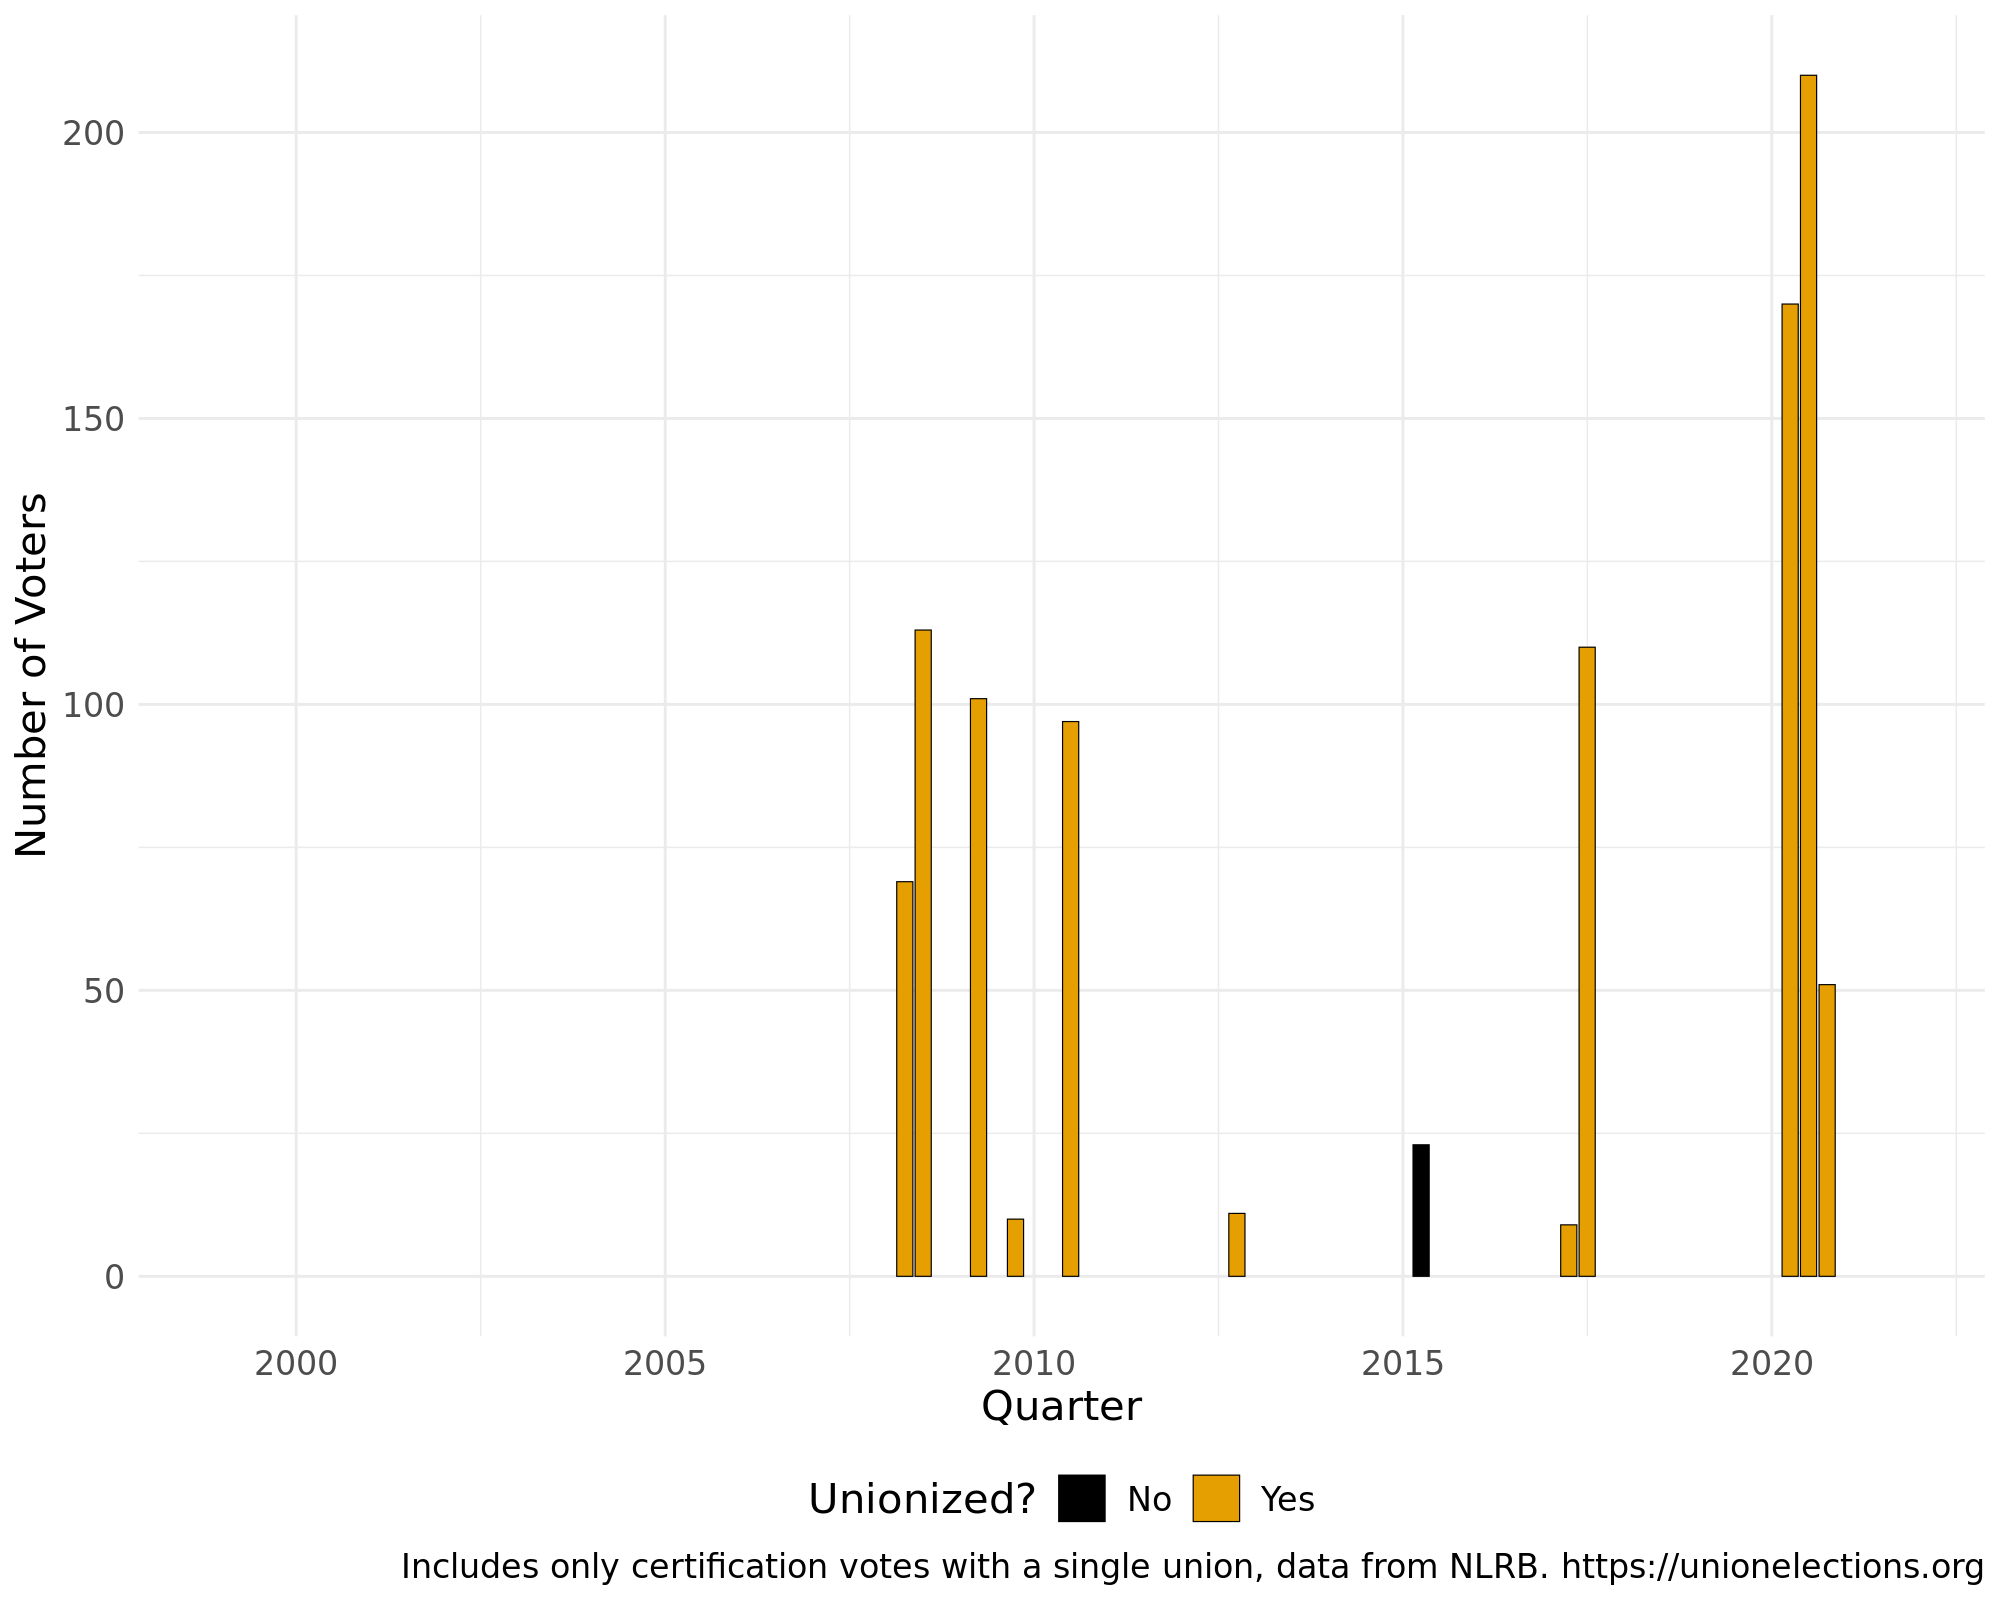 200
150
100
50
0
Number of Voters
2000 2005 2010 2015 2020
Quarter
Unionized? No Yes
Includes only certification votes with a single union, data from NLRB. https://unionelections.org